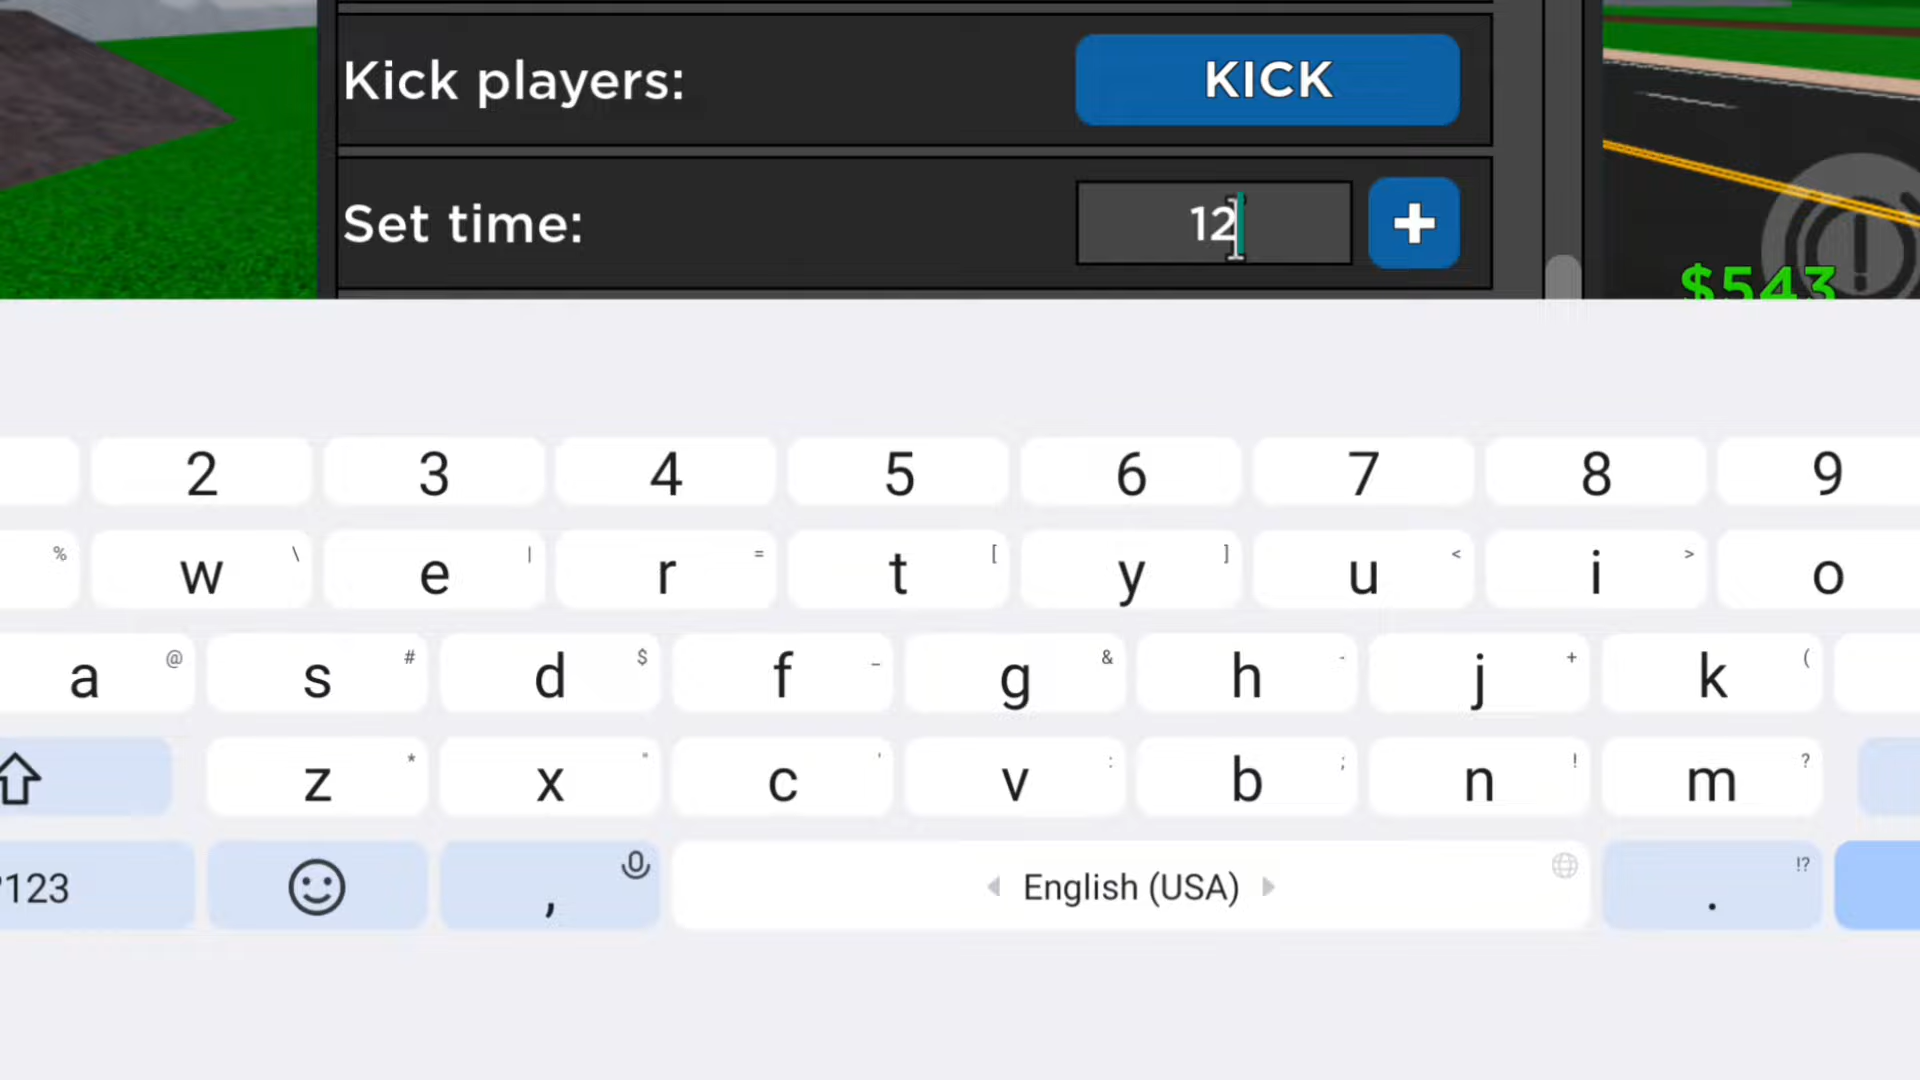 Kick players: KICK
Set time: 12 +
$543
2 3 4 5 6 7 8 9
% w \ e | r = t [ y ] u < i > o
a @ s # d $ f _ g & h - j + k (
z * x " c ' v : b ; n ! m ?
?123 , English (USA) . !?